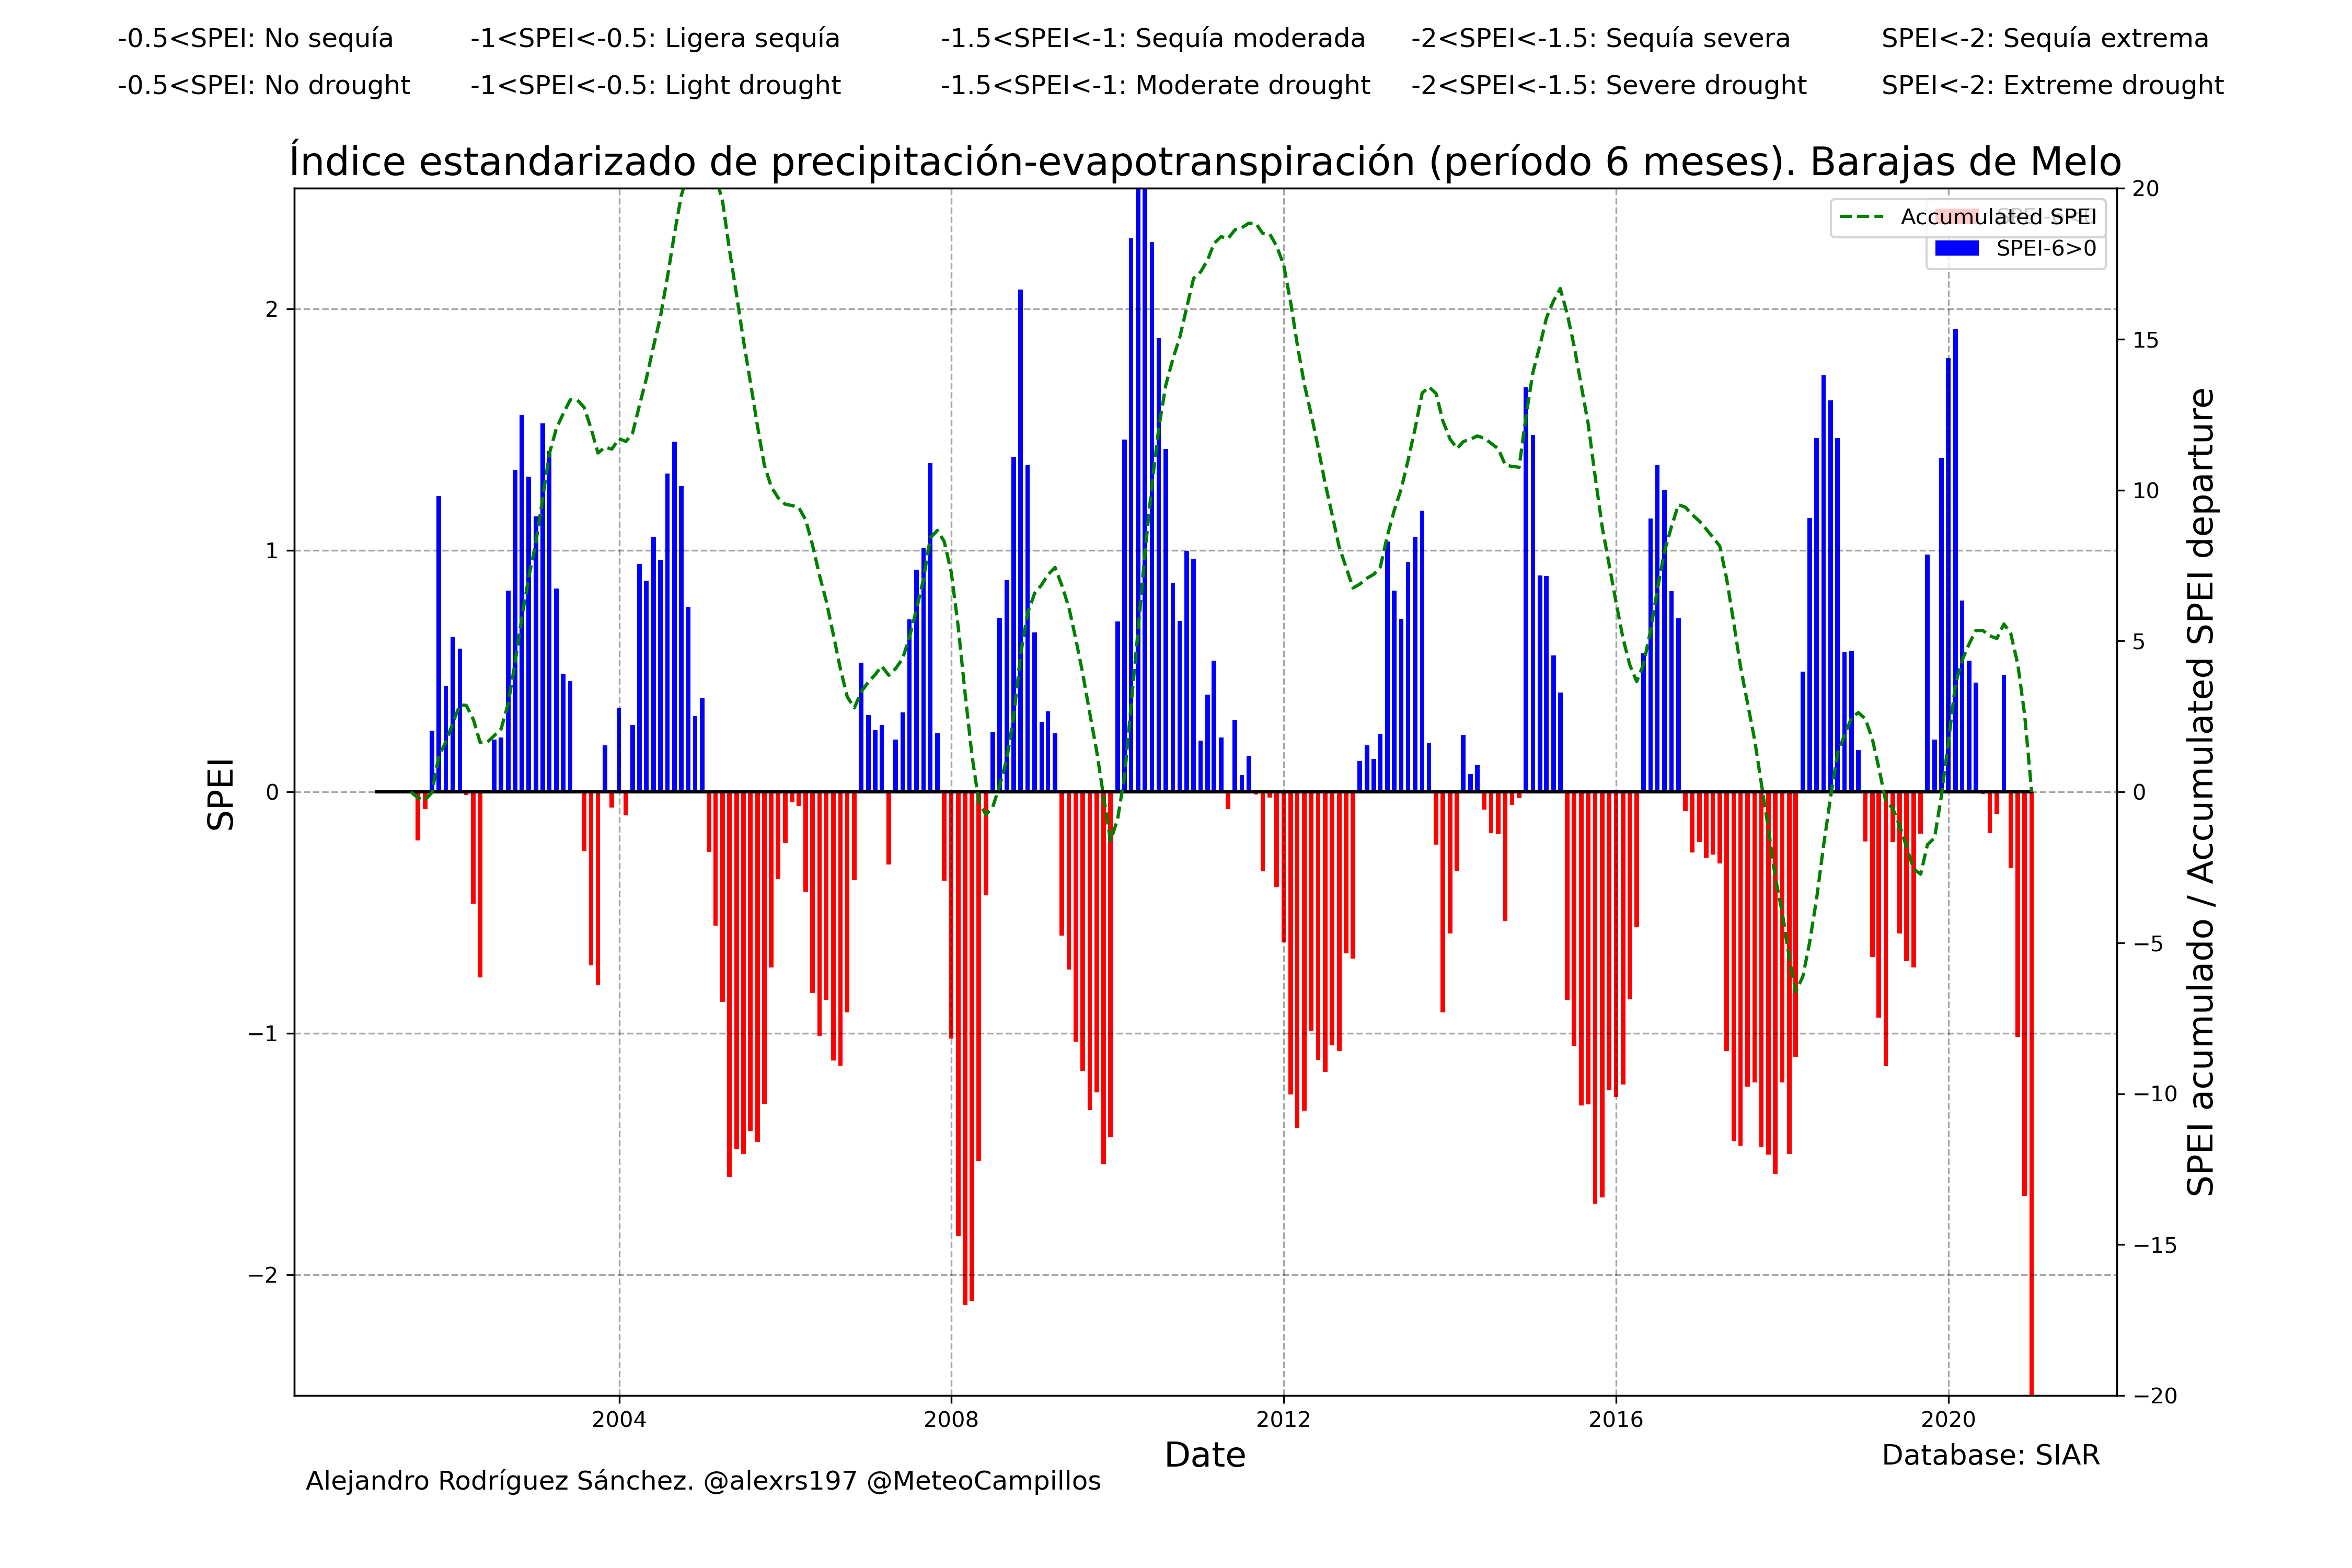 -0.5<SPEI: No sequía -1<SPEI<-0.5: Ligera sequía -1.5<SPEI<-1: Sequía moderada -2<SPEI<-1.5: Sequía severa SPEI<-2: Sequía extrema
-0.5<SPEI: No drought -1<SPEI<-0.5: Light drought -1.5<SPEI<-1: Moderate drought -2<SPEI<-1.5: Severe drought SPEI<-2: Extreme drought
Índice estandarizado de precipitación-evapotranspiración (período 6 meses). Barajas de Melo
Accumulated SPEI
SPEI-6>0
SPEI
2
1
0
−1
−2
20
15
10
5
0
−5
−10
−15
−20
SPEI acumulado / Accumulated SPEI departure
2004 2008 2012 2016 2020
Date
Database: SIAR
Alejandro Rodríguez Sánchez. @alexrs197 @MeteoCampillos